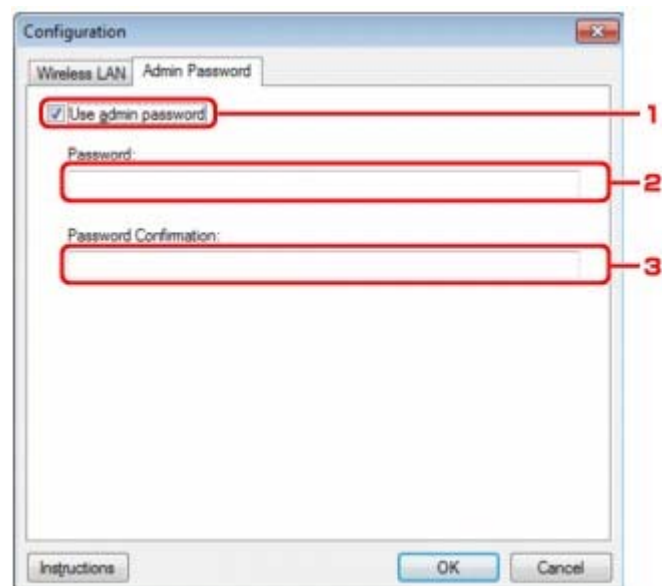 Configuration
Wireless LAN Admin Password
Use admin password 1
Password:
2
Password Confirmation:
3
Instructions OK Cancel